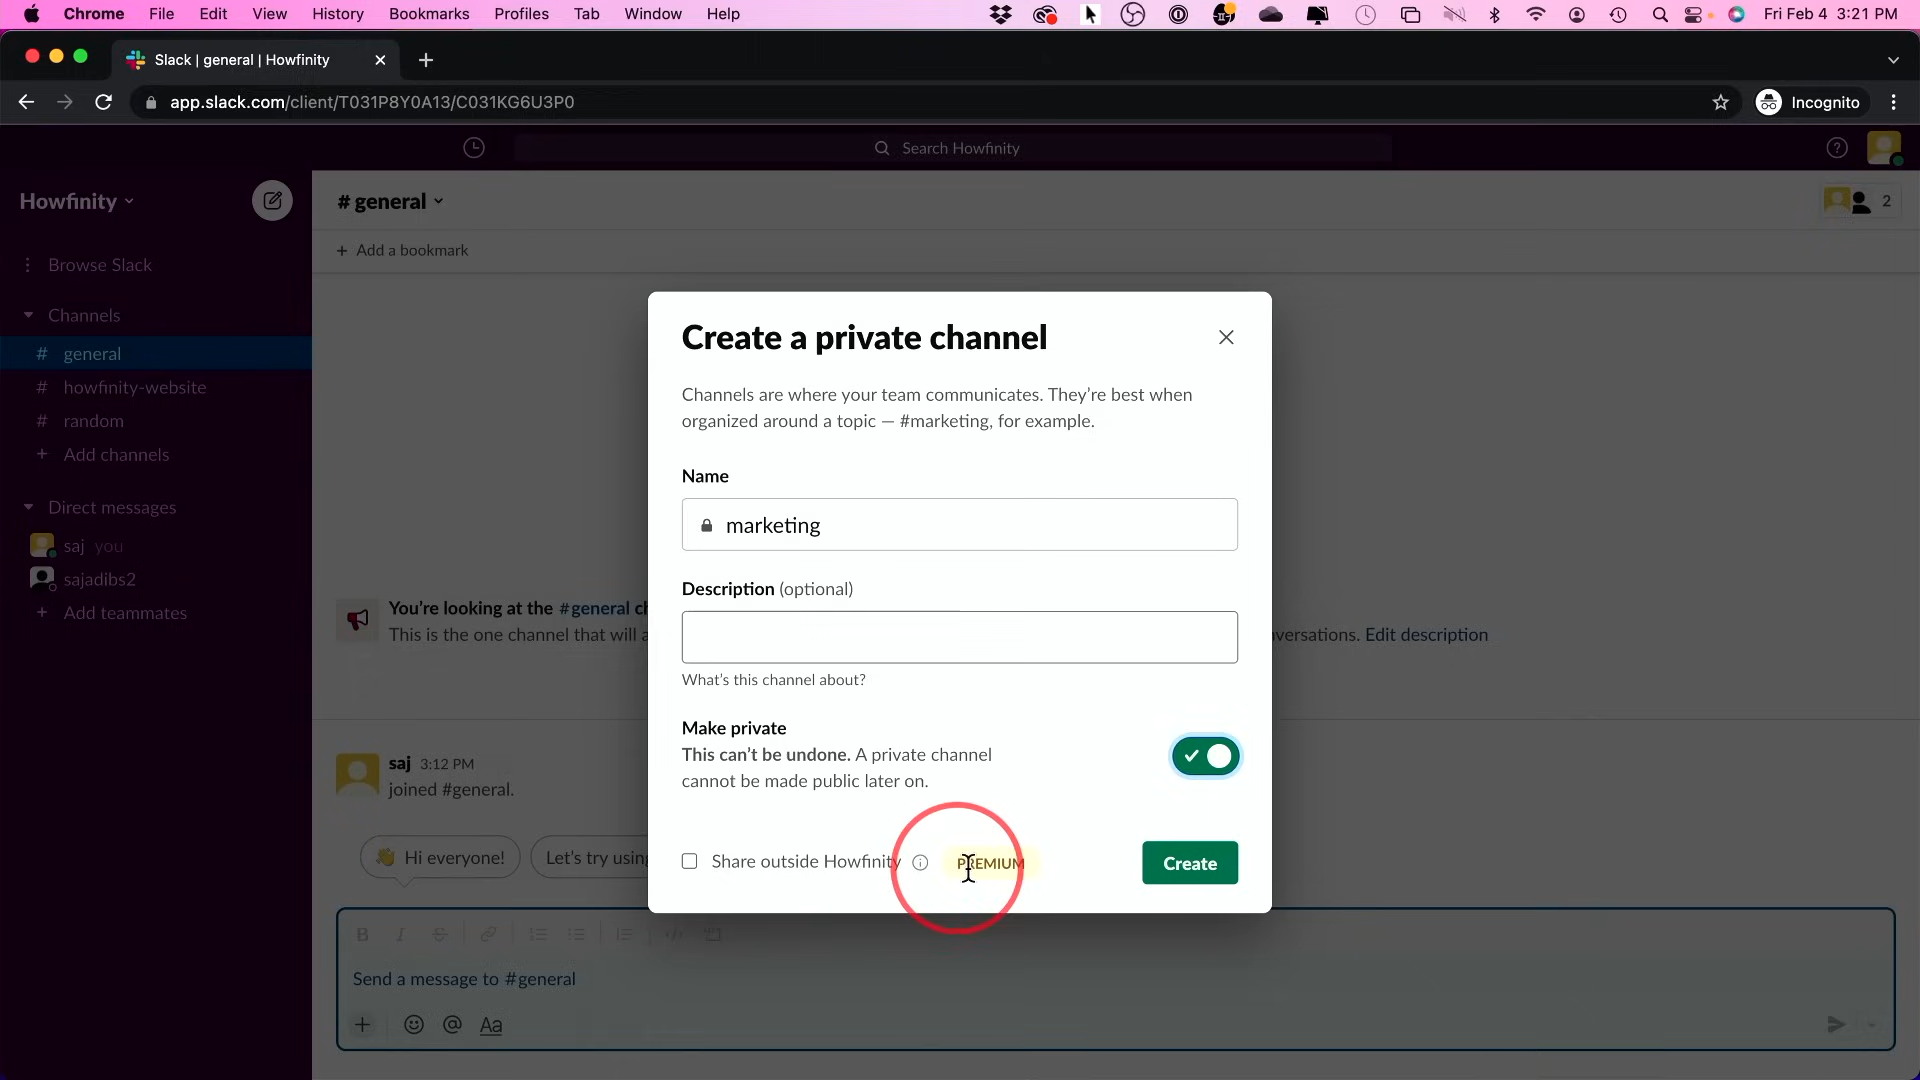 Chrome File Edit View History Bookmarks Profiles Tab Window Help Fri Feb 4 3:21 PM
Slack | general | Howfinity
app.slack.com/client/T031P8Y0A13/C031KG6U3P0 Incognito
Search Howfinity
Howfinity
# general
2
+ Add a bookmark
Browse Slack
Channels
# general
# howfinity-website
# random
+ Add channels
Direct messages
saj you
sajadibs2
+ Add teammates
Create a private channel
Channels are where your team communicates. They're best when
organized around a topic — #marketing, for example.
Name
marketing
Description (optional)
What's this channel about?
Make private
This can't be undone. A private channel
cannot be made public later on.
Share outside Howfinity PREMIUM
Create
You're looking at the #general
This is the one channel that will
Edit description
saj 3:12 PM
joined #general.
Hi everyone!
Let's try
B I S
Send a message to #general
+ @ Aa